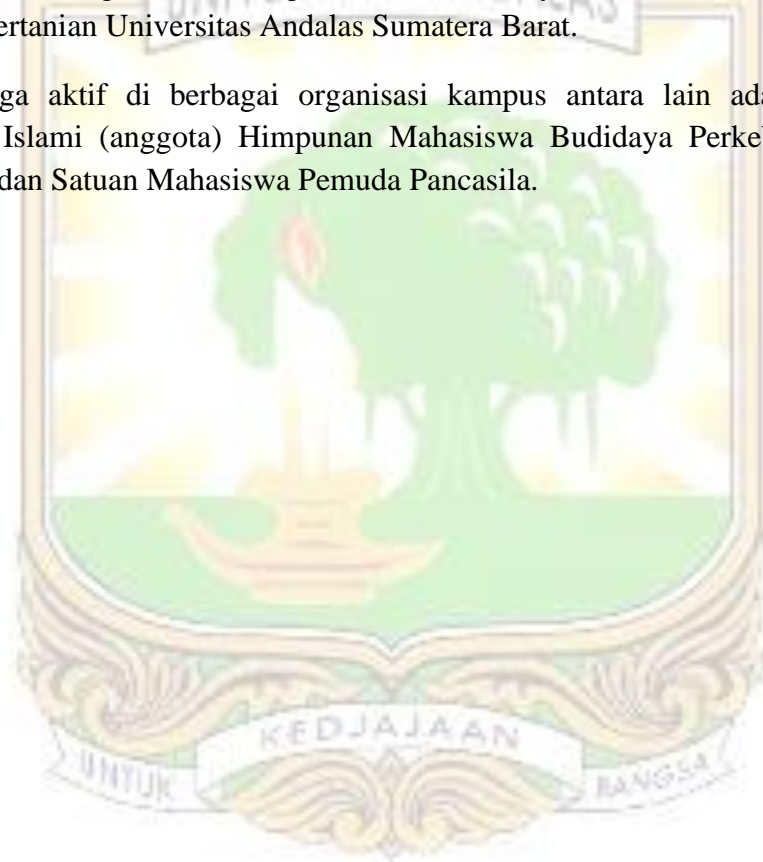 ertanian Universitas Andalas Sumatera Barat.
ga aktif di berbagai organisasi kampus antara lain ada
Islami (anggota) Himpunan Mahasiswa Budidaya Perke
dan Satuan Mahasiswa Pemuda Pancasila.
KEDJAJAAN
UNTUK BANGSA